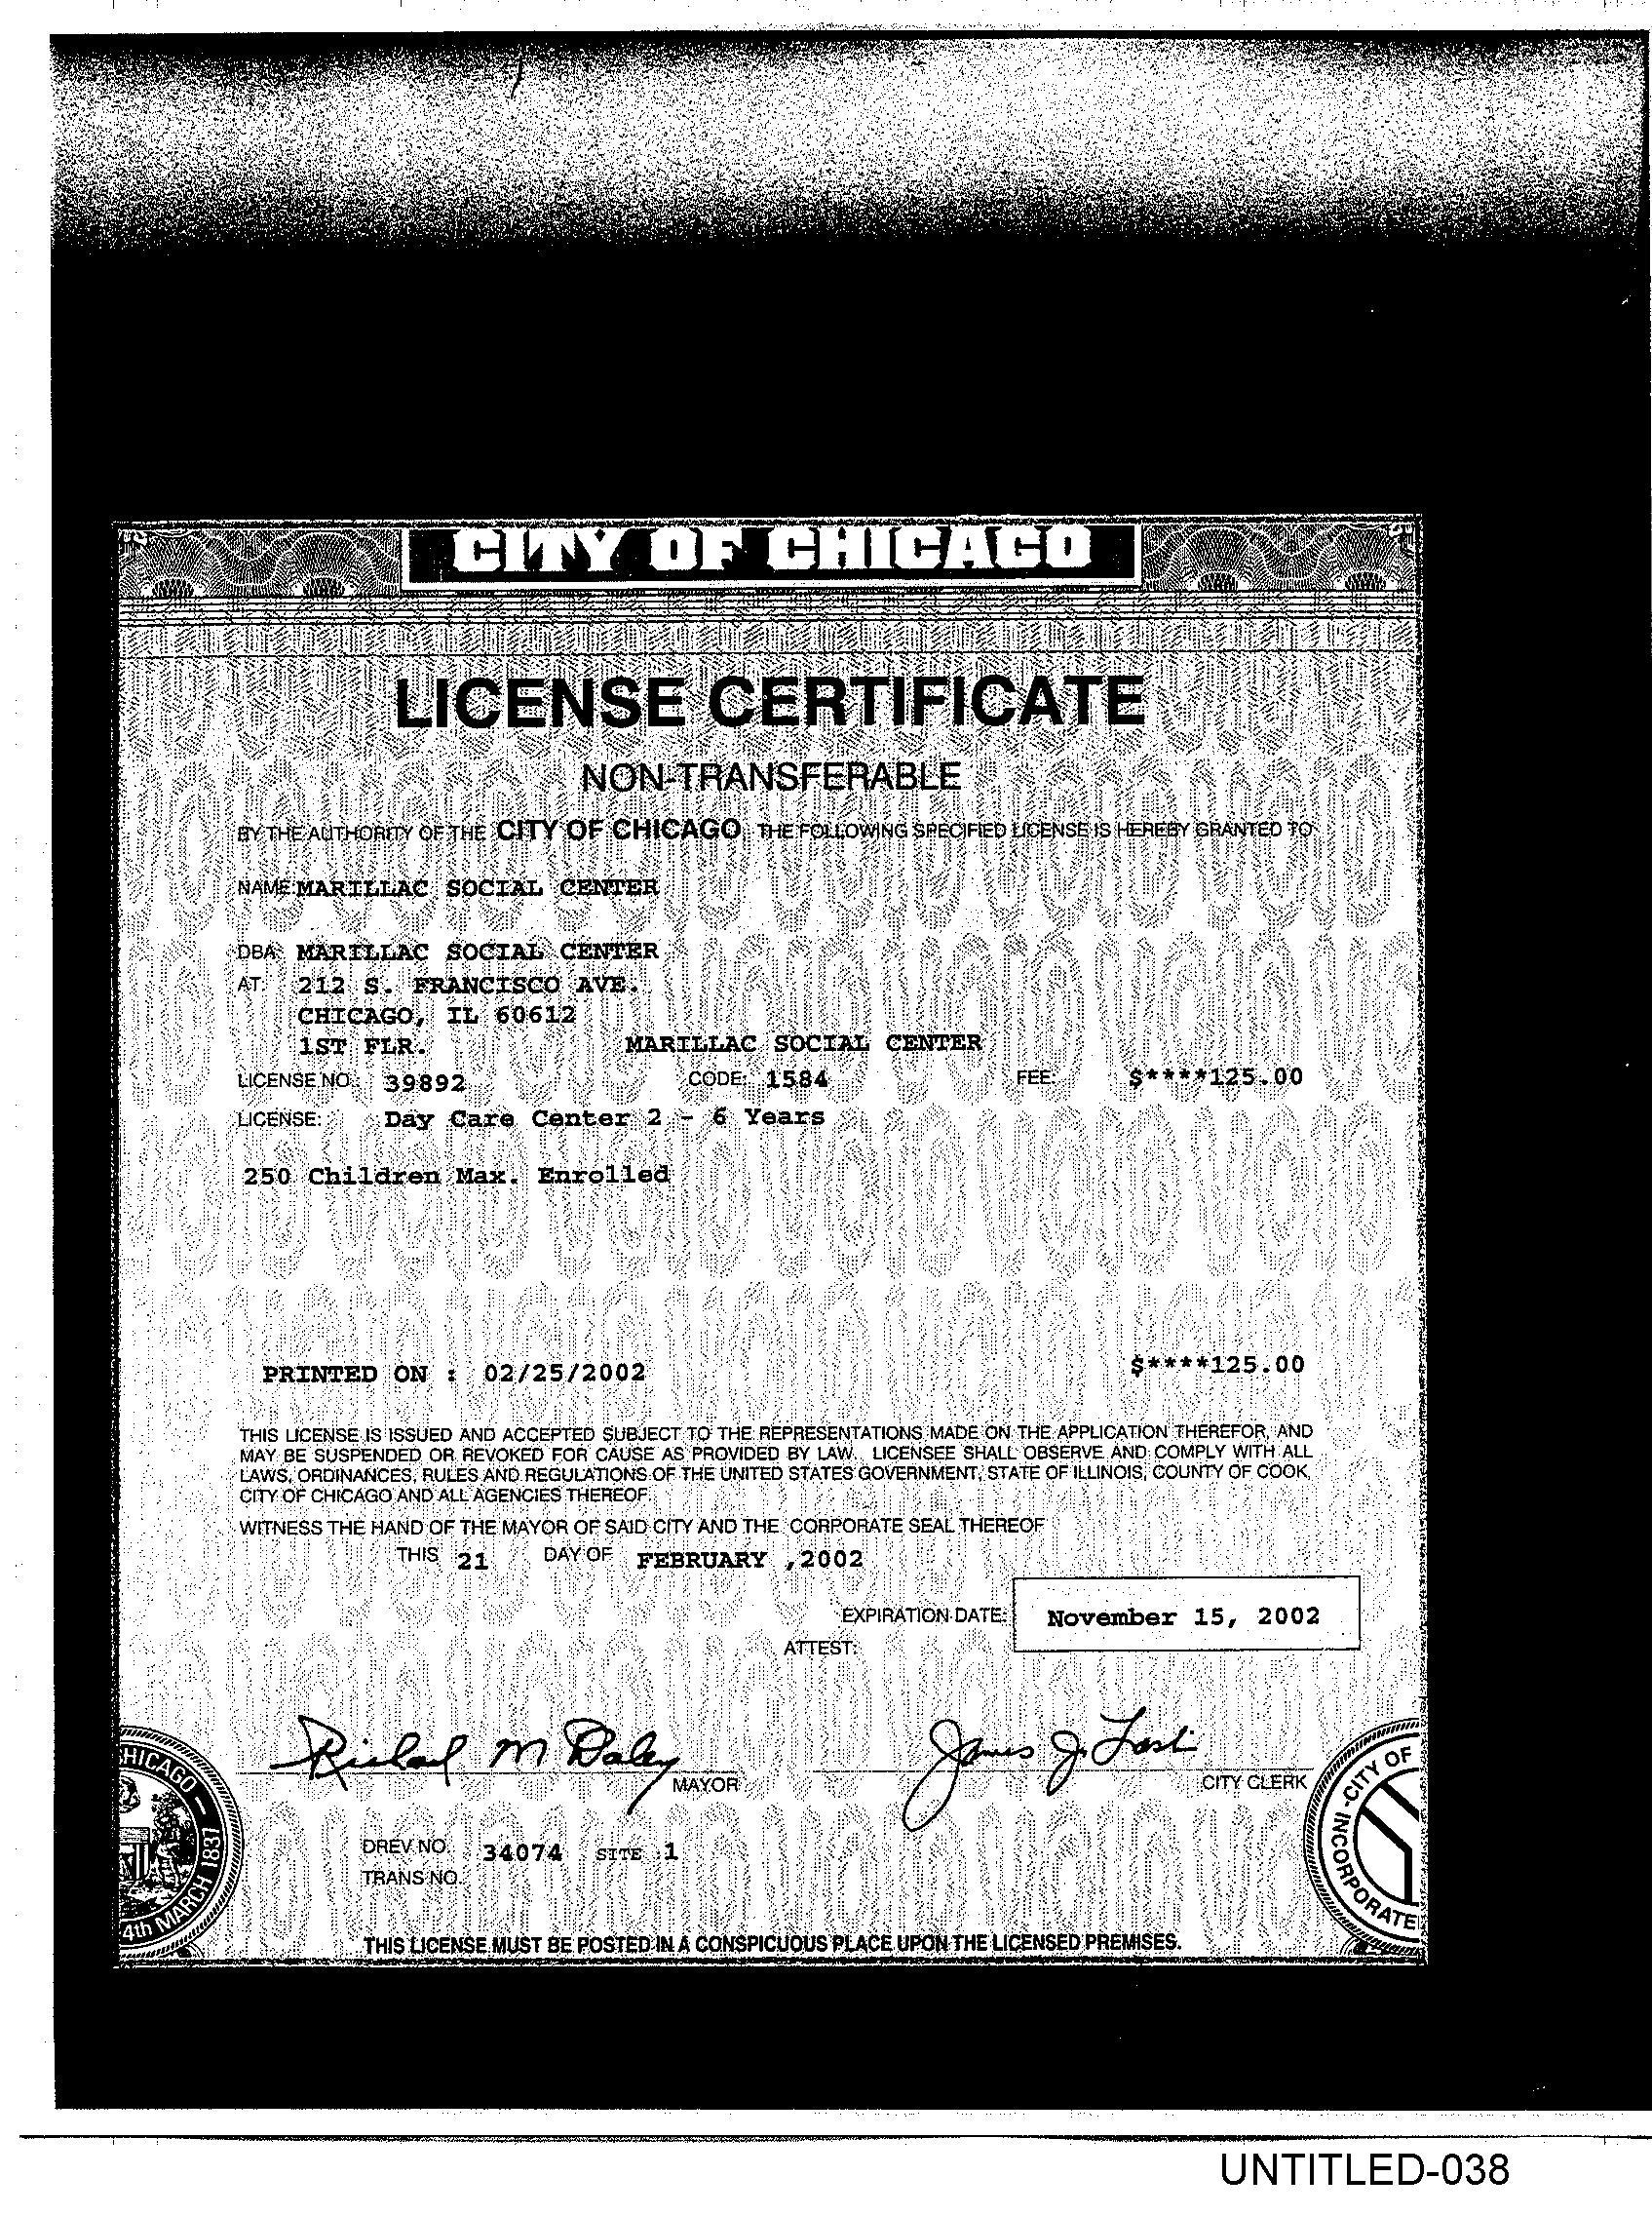 CITY OF CHICAGO
LICENSE CERTIFICATE
NON-TRANSFERABLE
BY THE AUTHORITY OF THE CITY OF CHICAGO, THE FOLLOWING SPECIFIED LICENSE IS HEREBY GRANTED TO
NAME: MARILLAC SOCIAL CENTER
DBA: MARILLAC SOCIAL CENTER
AT: 212 S. FRANCISCO AVE.
CHICAGO, IL 60612
1ST FLR. MARILLAC SOCIAL CENTER
LICENSE NO.: 39892 CODE: 1584 FEE: $****125.00
LICENSE: Day Care Center 2 - 6 Years
250 Children Max. Enrolled
PRINTED ON : 02/25/2002 $****125.00
THIS LICENSE IS ISSUED AND ACCEPTED SUBJECT TO THE REPRESENTATIONS MADE ON THE APPLICATION THEREFOR, AND
MAY BE SUSPENDED OR REVOKED FOR CAUSE AS PROVIDED BY LAW. LICENSEE SHALL OBSERVE AND COMPLY WITH ALL
LAWS, ORDINANCES, RULES AND REGULATIONS OF THE UNITED STATES GOVERNMENT, STATE OF ILLINOIS, COUNTY OF COOK,
CITY OF CHICAGO AND ALL AGENCIES THEREOF.
WITNESS THE HAND OF THE MAYOR OF SAID CITY AND THE CORPORATE SEAL THEREOF
THIS 21 DAY OF FEBRUARY ,2002
EXPIRATION DATE: November 15, 2002
ATTEST:
Richard M Daley MAYOR
James J. Laski CITY CLERK
CHICAGO — 4th MARCH 1837
INCORPORATE
-CITY OF
DREV NO. 34074 SITE :1
TRANS NO.
THIS LICENSE MUST BE POSTED IN A CONSPICUOUS PLACE UPON THE LICENSED PREMISES.
UNTITLED-038